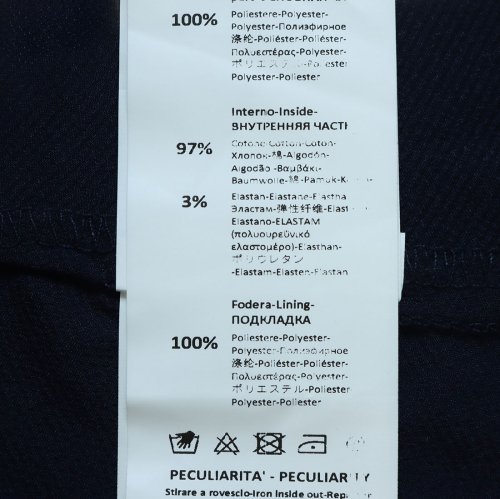 100%
Poliestere-Polyester-
Polyester-Полиэфирное
涤纶-Poliéster-Poliéster-
Πολυεστέρας-Polyester-
ポリエステル-Polyester
Polyester-Poliester
Interno-Inside-
ВНУТРЕННЯЯ ЧАСТЬ
97%
Cotone-Cotton-Coton-
Хлопок-棉-Algodón-
Algodão-Βαμβάκι-
Baumwolle-綿-Pamuk-
3%
Elastan-Elastane-Elastha
Эластам-弹性纤维-Elast
Elastano-ELASTAM
(πολυουρεϋνικό
ελαστομέρο)-Elasthan-
ポリウレタン
-Elastam-Elasten-Elastan
Fodera-Lining-
ПОДКЛАДКА
100%
Poliestere-Polyester-
Polyester-Полиэфирное
涤纶-Poliéster-Poliéster-
Πολυεστέρας-Polyester-
ポリエステル-Polyester
Polyester-Poliester
PECULIARITA' - PECULIARITY
Stirare a rovescio-Iron inside out-Repa